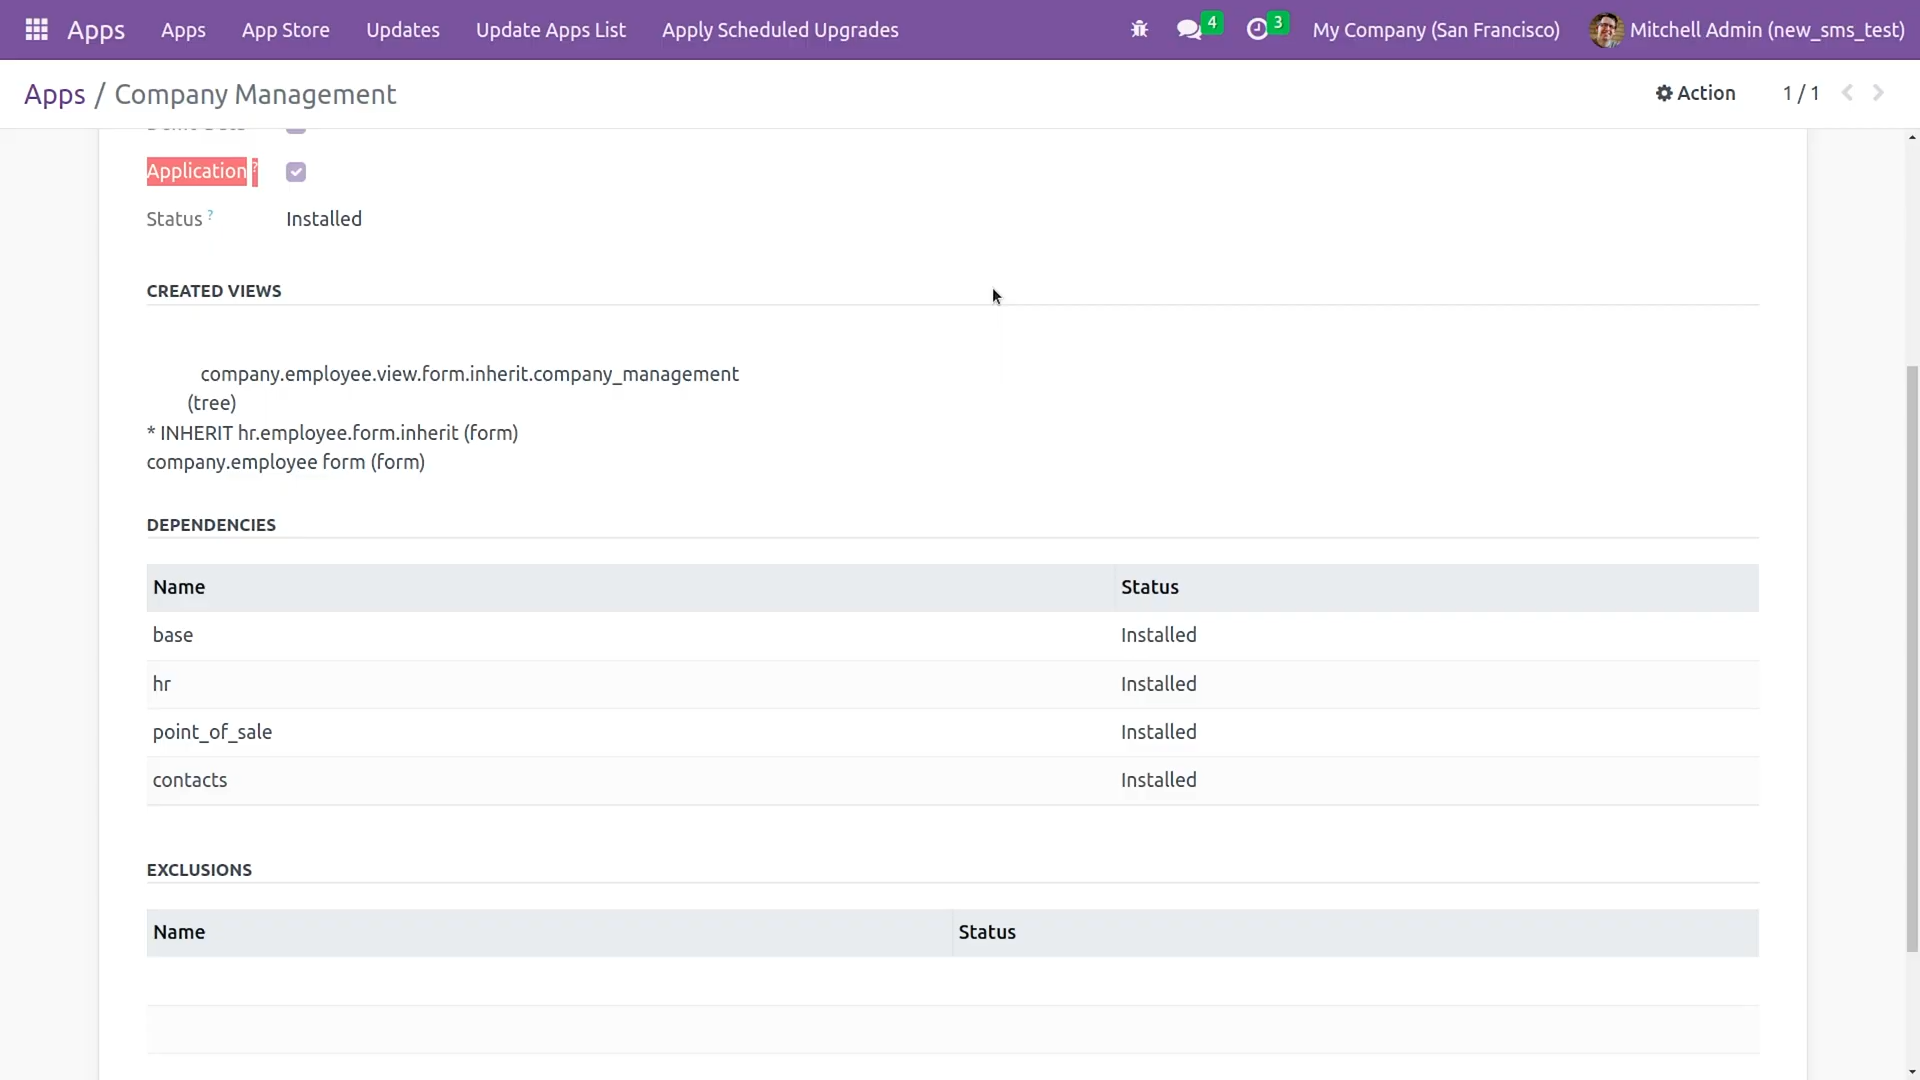 Apps Apps App Store Updates Update Apps List Apply Scheduled Upgrades 4 3 My Company (San Francisco) Mitchell Admin (new_sms_test)
Apps / Company Management Action 1 / 1
Application ?
Status ? Installed
CREATED VIEWS
company.employee.view.form.inherit.company_management
(tree)
* INHERIT hr.employee.form.inherit (form)
company.employee form (form)
DEPENDENCIES
Name Status
base Installed
hr Installed
point_of_sale Installed
contacts Installed
EXCLUSIONS
Name Status